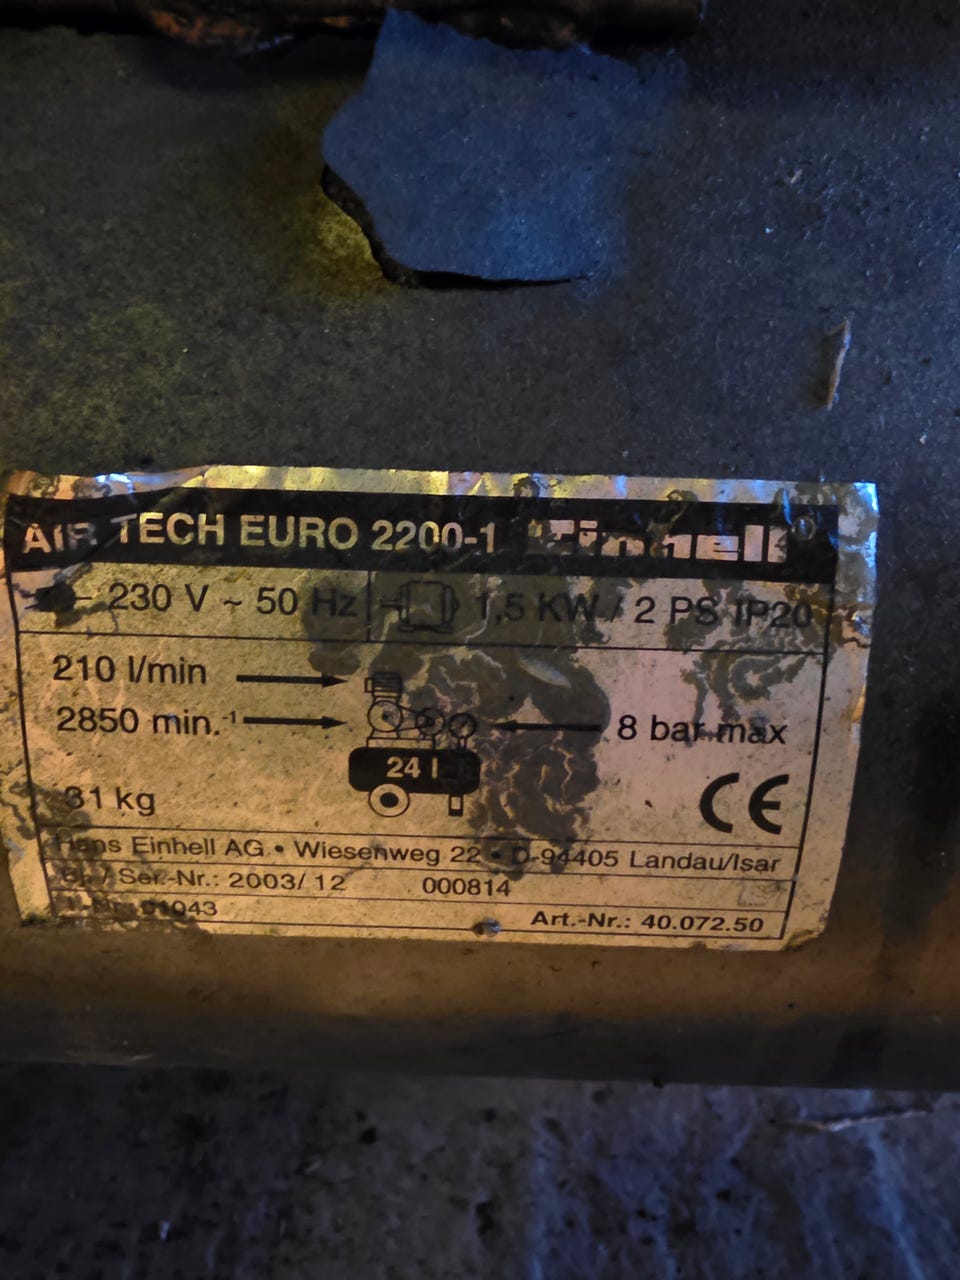 AIR TECH EURO 2200-1 Einhell®
230 V ~ 50 Hz 1,5 KW / 2 PS IP20
210 l/min
2850 min.-1 8 bar max
24 l
31 kg CE
Hans Einhell AG • Wiesenweg 22 • D-94405 Landau/Isar
Ser.-Nr.: 2003/ 12 000814
01043 Art.-Nr.: 40.072.50